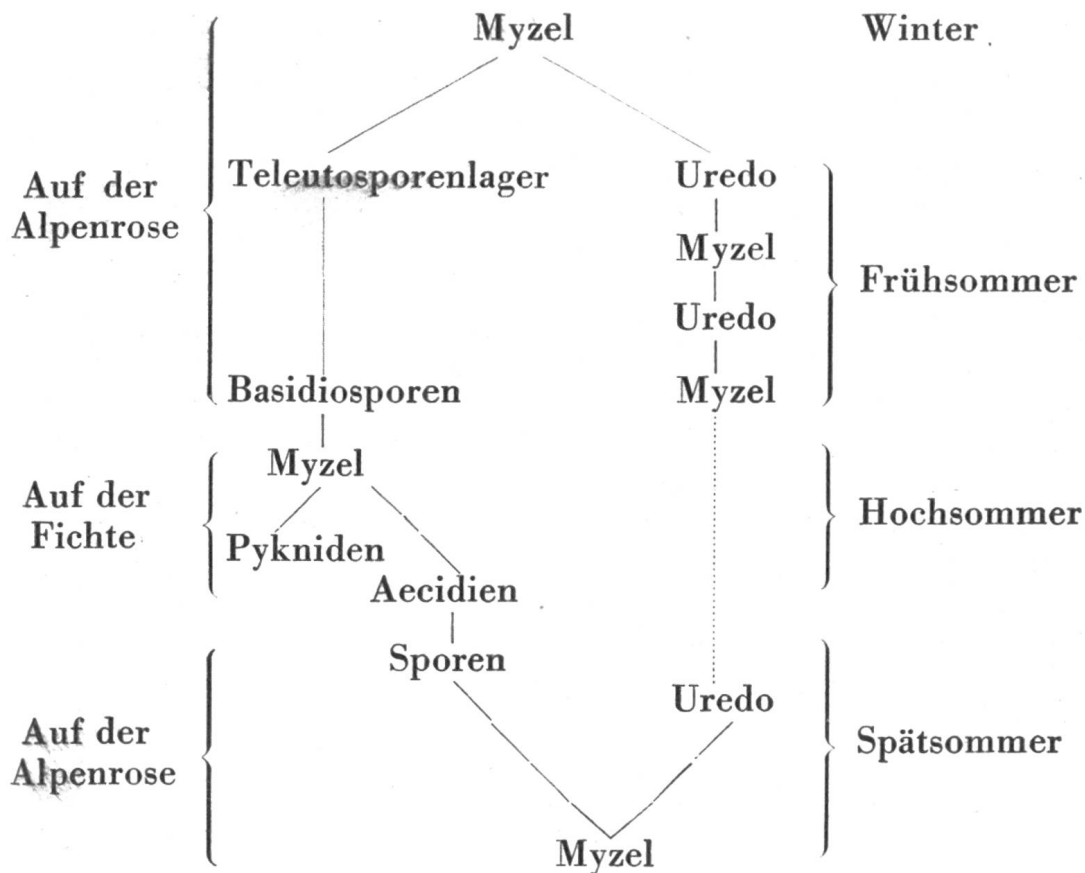 Myzel Winter
Teleutosporenlager Uredo
Auf der
Alpenrose
Myzel
Frühsommer
Uredo
Basidiosporen Myzel
Myzel
Auf der
Fichte
Hochsommer
Pykniden
Aecidien
Sporen
Uredo
Auf der
Alpenrose
Spätsommer
Myzel